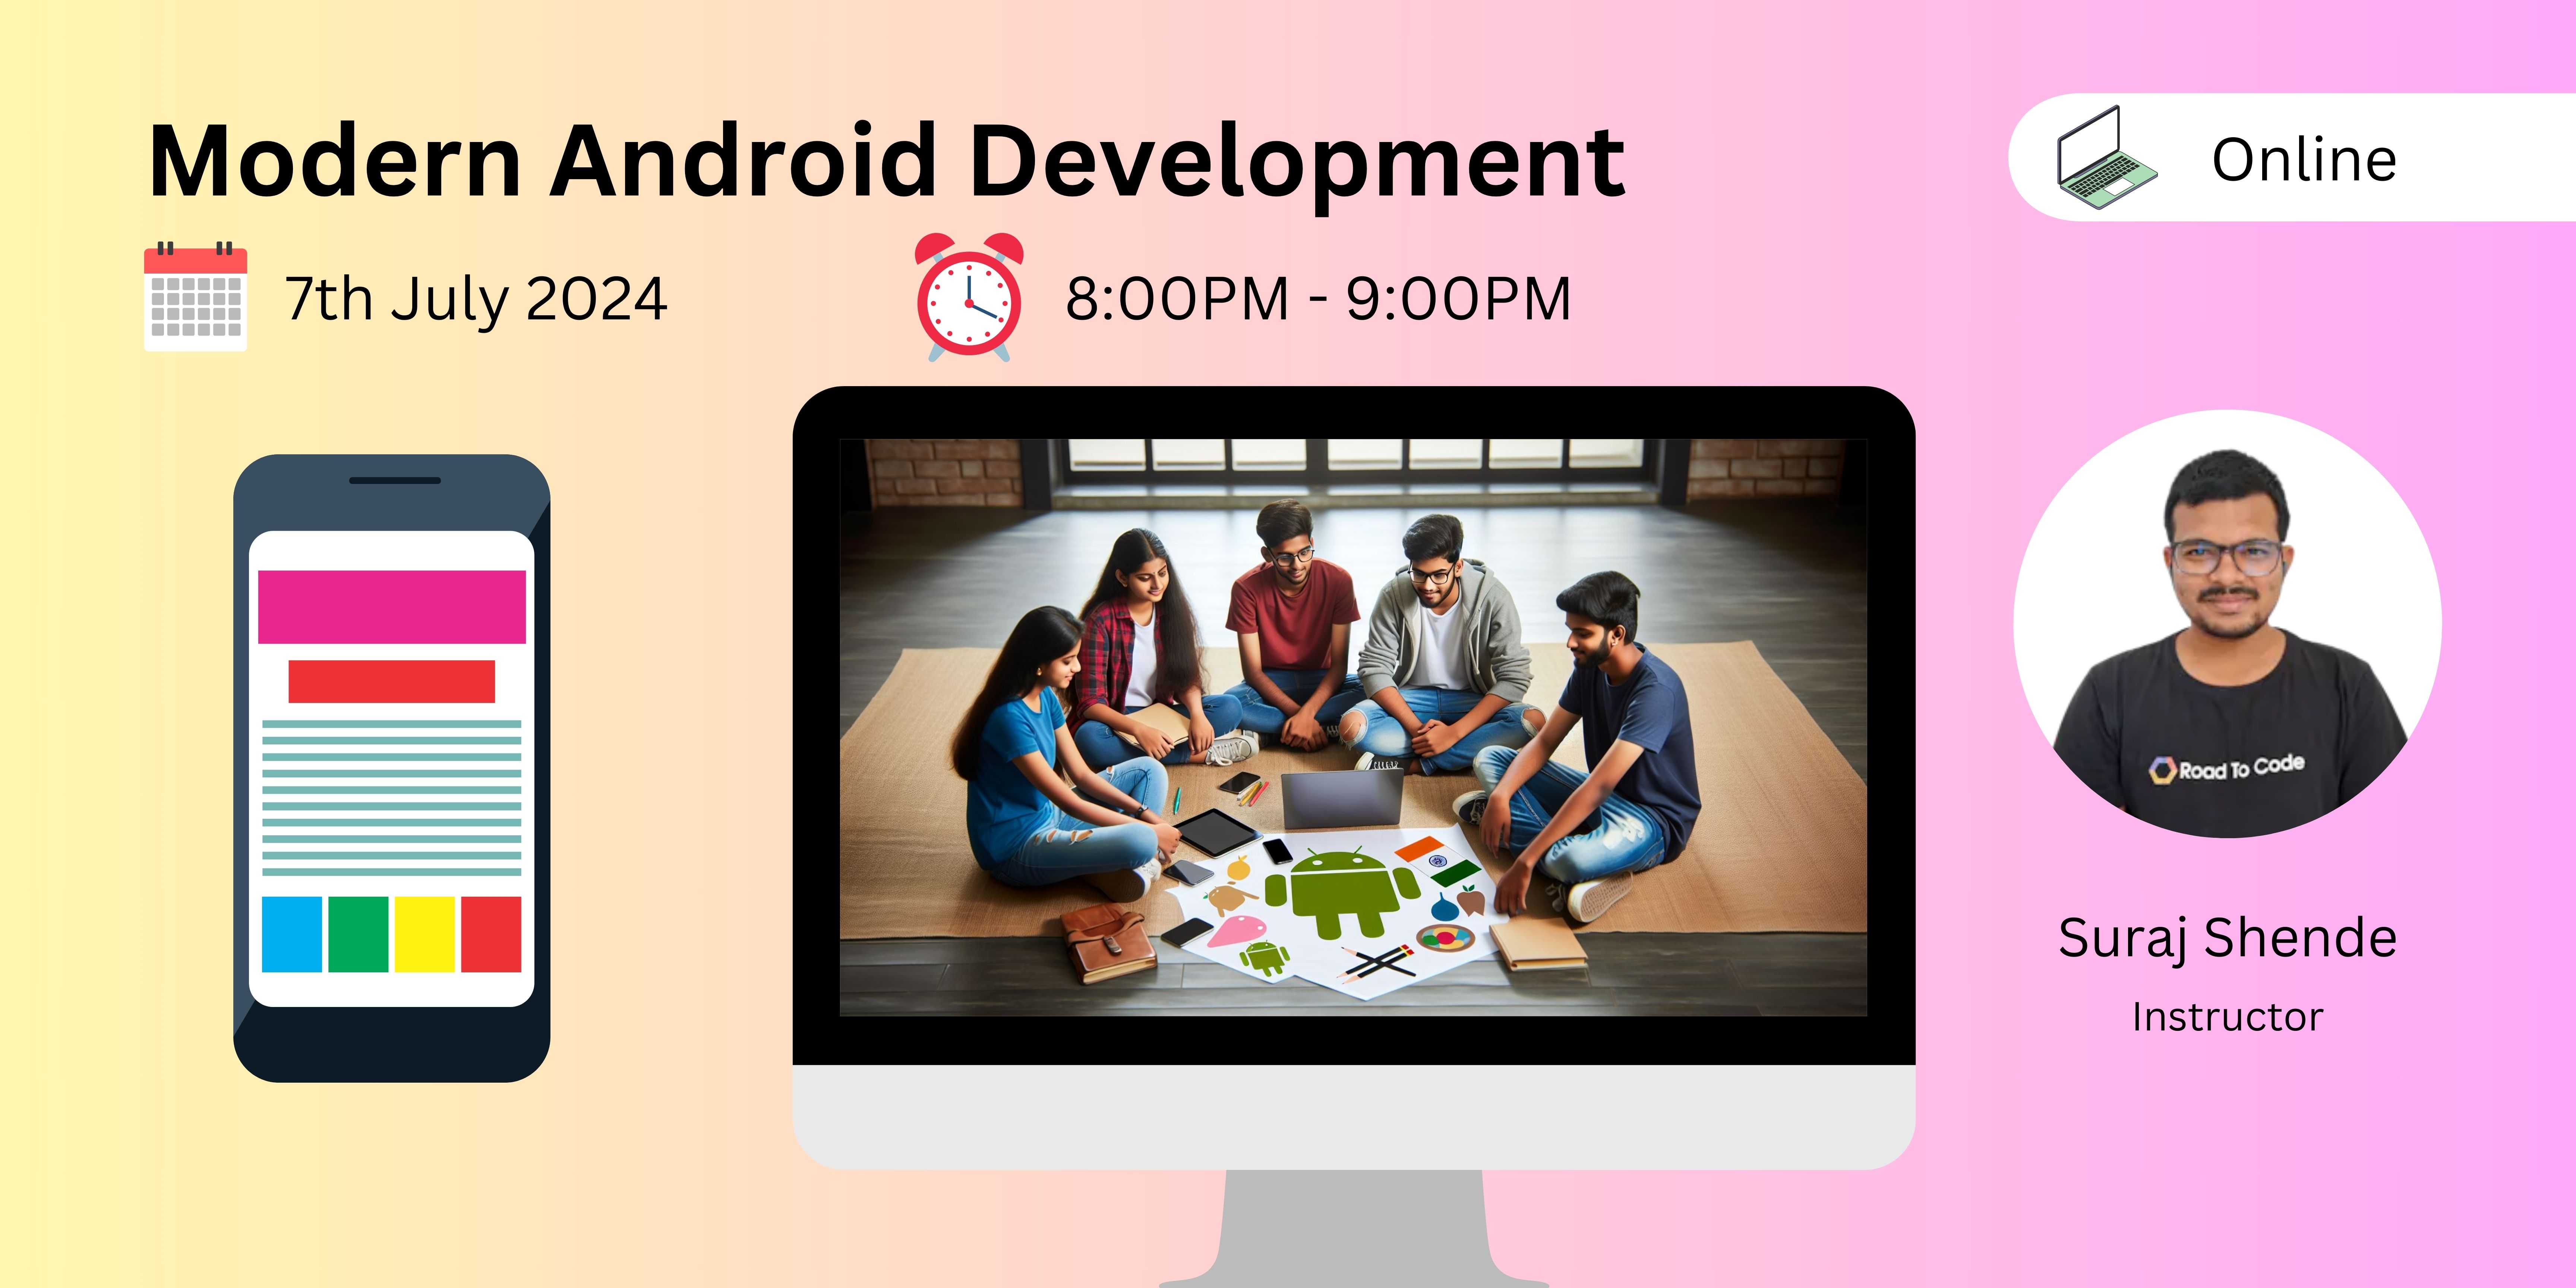 Modern Android Development
Online
7th July 2024
8:00PM - 9:00PM
Road To Code
Suraj Shende
Instructor